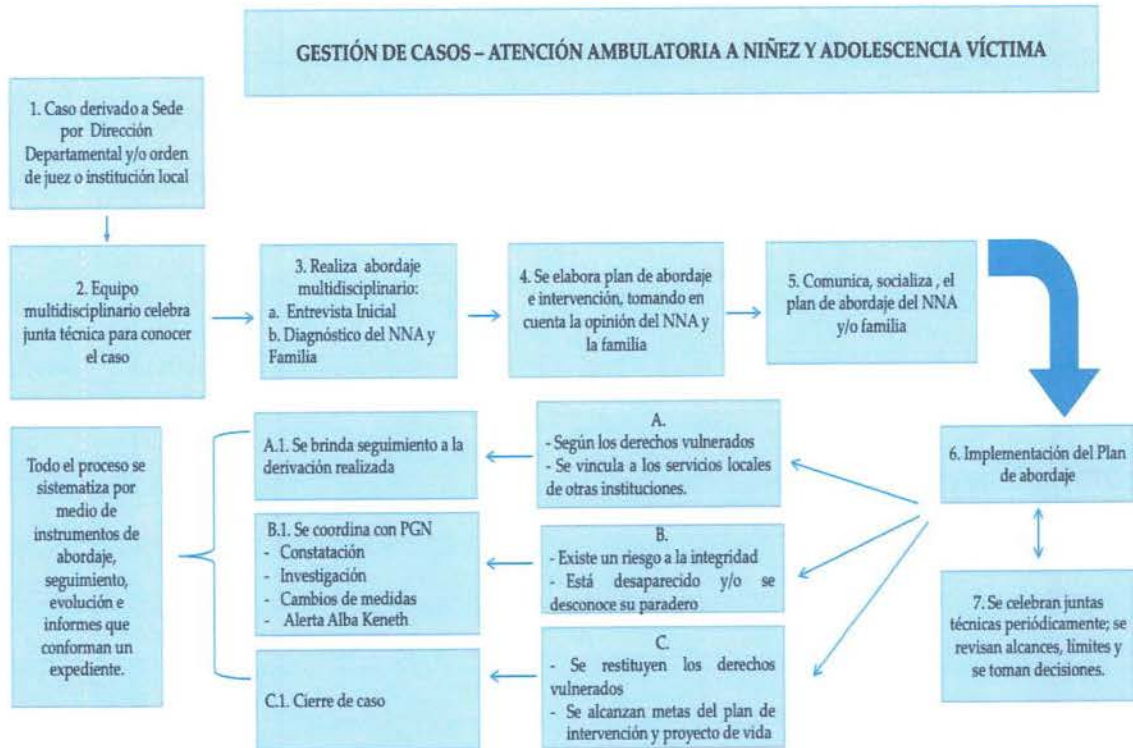 GESTIÓN DE CASOS – ATENCIÓN AMBULATORIA A NIÑEZ Y ADOLESCENCIA VÍCTIMA
1. Caso derivado a Sede
por Dirección
Departamental y/o orden
de juez o institución local
2. Equipo
multidisciplinario celebra
junta técnica para conocer
el caso
3. Realiza abordaje
multidisciplinario:
a. Entrevista Inicial
b. Diagnóstico del NNA y
Familia
4. Se elabora plan de abordaje
e intervención, tomando en
cuenta la opinión del NNA y
la familia
5. Comunica, socializa , el
plan de abordaje del NNA
y/o familia
6. Implementación del Plan
de abordaje
7. Se celebran juntas
técnicas periódicamente; se
revisan alcances, límites y
se toman decisiones.
A.
- Según los derechos vulnerados
- Se vincula a los servicios locales
de otras instituciones.
A.1. Se brinda seguimiento a la
derivación realizada
B.
- Existe un riesgo a la integridad
- Está desaparecido y/o se
desconoce su paradero
B.1. Se coordina con PGN
- Constatación
- Investigación
- Cambios de medidas
- Alerta Alba Keneth
C.
- Se restituyen los derechos
vulnerados
- Se alcanzan metas del plan de
intervención y proyecto de vida
C.1. Cierre de caso
Todo el proceso se
sistematiza por
medio de
instrumentos de
abordaje,
seguimiento,
evolución e
informes que
conforman un
expediente.